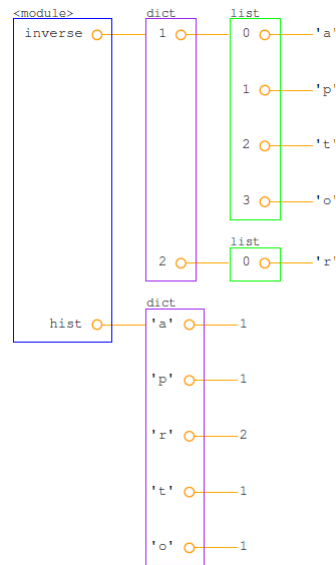 <module> dict list
inverse 1 0 'a'
1 'p'
2 't'
3 'o'
list
2 0 'r'
dict
hist 'a' 1
'p' 1
'r' 2
't' 1
'o' 1